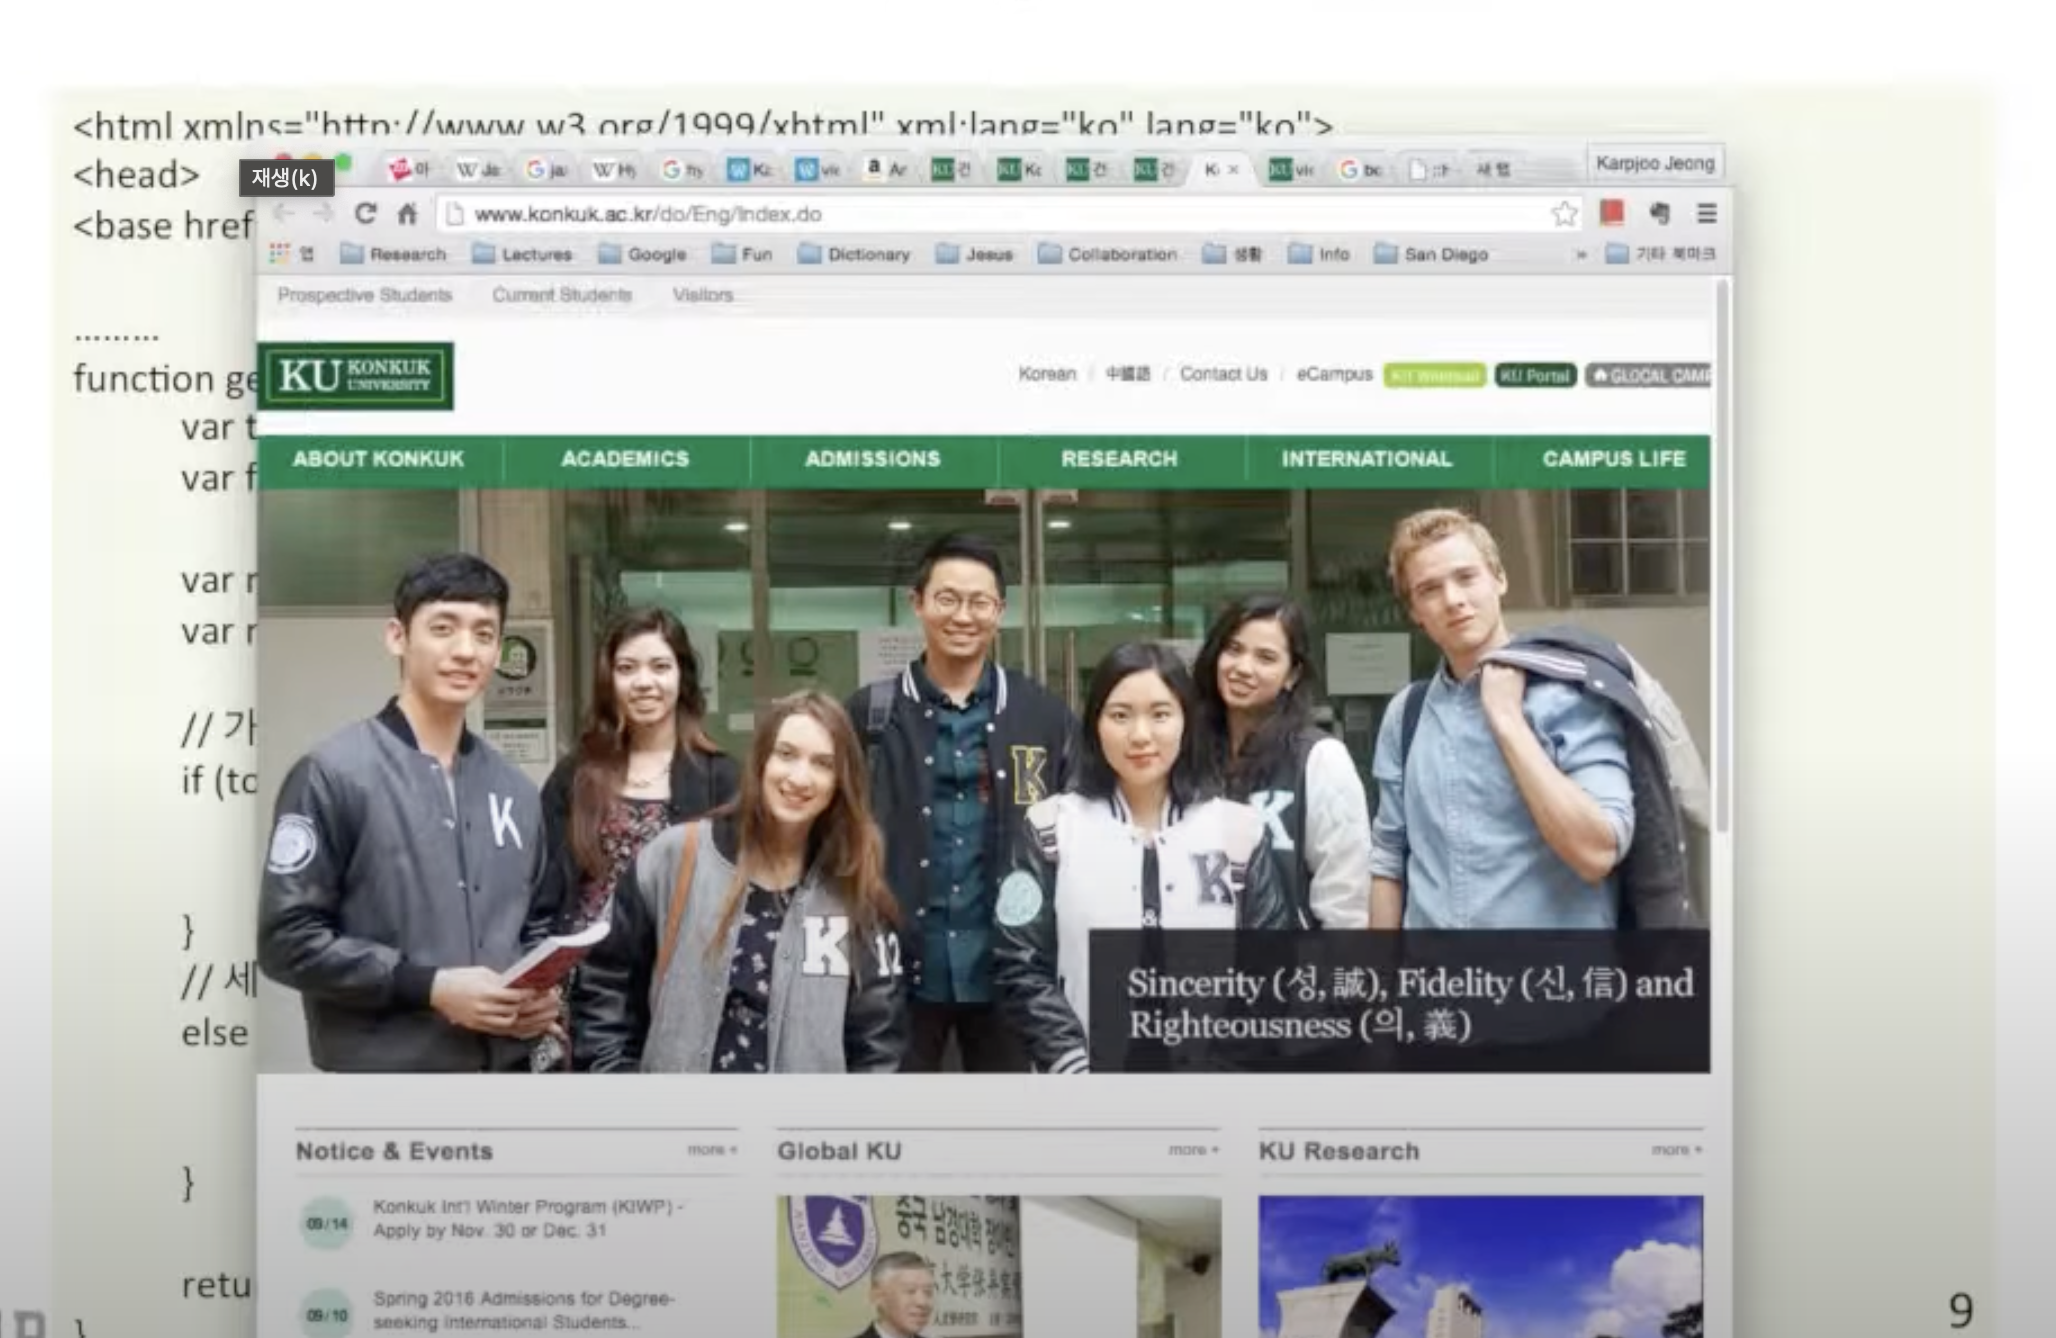 <html xmlns="http://www.w3.org/1999/xhtml" xml:lang="ko" lang="ko">
<head>
재생(k)
Karpjoo Jeong
<base href
www.konkuk.ac.kr/do/Eng/Index.do
앱 Research Lectures Google Fun Dictionary Jesus Collaboration 생활 Info San Diego » 기타 북마크
Prospective Students Current Students Visitors
.........
function ge
KU KONKUK UNIVERSITY
Korean / 中國語 / Contact Us / eCampus KU Webmail KU Portal GLOCAL CAMP
var t
ABOUT KONKUK ACADEMICS ADMISSIONS RESEARCH INTERNATIONAL CAMPUS LIFE
var f
var r
var r
// 가
if (to
K
K
K
K
K 12
}
// 세
else
Sincerity (성, 誠), Fidelity (신, 信) and
Righteousness (의, 義)
Notice & Events more +
Global KU more +
KU Research more +
}
09/14 Konkuk Int'l Winter Program (KIWP) -
Apply by Nov. 30 or Dec. 31
retu
09/10 Spring 2016 Admissions for Degree-
seeking International Students...
}
9